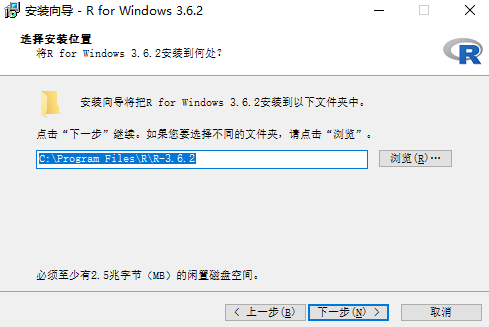 安装向导 - R for Windows 3.6.2
选择安装位置
将R for Windows 3.6.2安装到何处?
R
安装向导将把R for Windows 3.6.2安装到以下文件夹中。
点击“下一步”继续。如果您要选择不同的文件夹，请点击“浏览”。
C:\Program Files\R\R-3.6.2
浏览(R)…
必须至少有2.5兆字节（MB）的闲置磁盘空间。
< 上一步(B)
下一步(N) >
取消